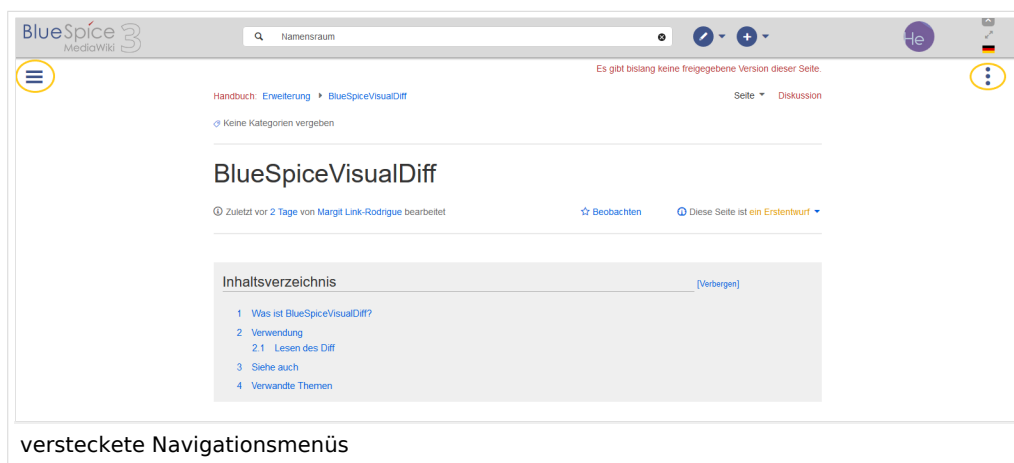 BlueSpice 3
MediaWiki
Namensraum
He
Es gibt bislang keine freigegebene Version dieser Seite.
Handbuch: Erweiterung BlueSpiceVisualDiff
Seite Diskussion
Keine Kategorien vergeben
BlueSpiceVisualDiff
Zuletzt vor 2 Tage von Margit Link-Rodrigue bearbeitet
Beobachten
Diese Seite ist ein Erstentwurf
Inhaltsverzeichnis [Verbergen]
1 Was ist BlueSpiceVisualDiff?
2 Verwendung
2.1 Lesen des Diff
3 Siehe auch
4 Verwandte Themen
versteckte Navigationsmenüs